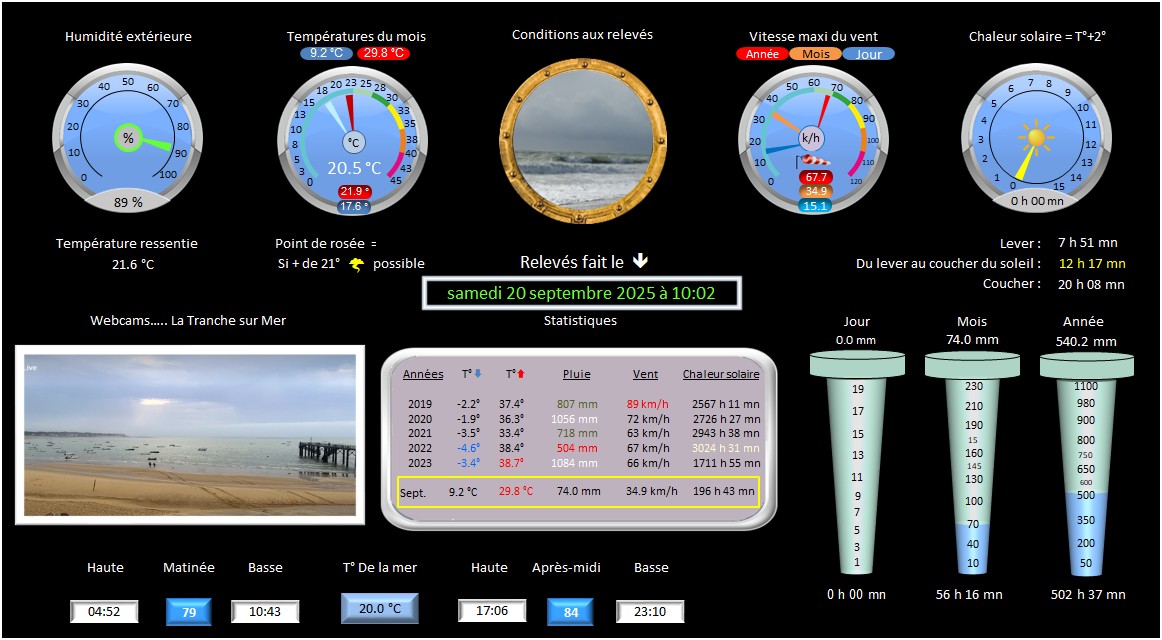 Humidité extérieure
Températures du mois
Conditions aux relevés
Vitesse maxi du vent
Chaleur solaire = T°+2°
9.2 °C 29.8 °C
Année Mois Jour
0 10 20 30 40 50 60 70 80 90 100
%
89 %
0 3 5 8 10 13 15 18 20 23 25 28 30 33 35 38 40 43 45
°C
20.5 °C
21.9 °
17.6 °
0 10 20 30 40 50 60 70 80 90 100 110 120
k/h
67.7
34.9
15.1
0 1 2 3 4 5 6 7 8 9 10 11 12 13 14 15
0 h 00 mn
Température ressentie
21.6 °C
Point de rosée =
Si + de 21° possible
Relevés fait le
samedi 20 septembre 2025 à 10:02
Lever : 7 h 51 mn
Du lever au coucher du soleil : 12 h 17 mn
Coucher : 20 h 08 mn
Webcams..... La Tranche sur Mer
Live
Statistiques
Années T° T° Pluie Vent Chaleur solaire
2019 -2.2° 37.4° 807 mm 89 km/h 2567 h 11 mn
2020 -1.9° 36.3° 1056 mm 72 km/h 2726 h 27 mn
2021 -3.5° 33.4° 718 mm 63 km/h 2943 h 38 mn
2022 -4.6° 38.4° 504 mm 67 km/h 3024 h 31 mn
2023 -3.4° 38.7° 1084 mm 66 km/h 1711 h 55 mn
Sept. 9.2 °C 29.8 °C 74.0 mm 34.9 km/h 196 h 43 mn
Jour
0.0 mm
19
17
15
13
11
9
7
5
3
1
0 h 00 mn
Mois
74.0 mm
230
210
190
15
160
145
130
100
70
40
10
56 h 16 mn
Année
540.2 mm
1100
980
900
800
750
650
600
500
350
200
50
502 h 37 mn
Haute Matinée Basse T° De la mer Haute Après-midi Basse
04:52 79 10:43 20.0 °C 17:06 84 23:10